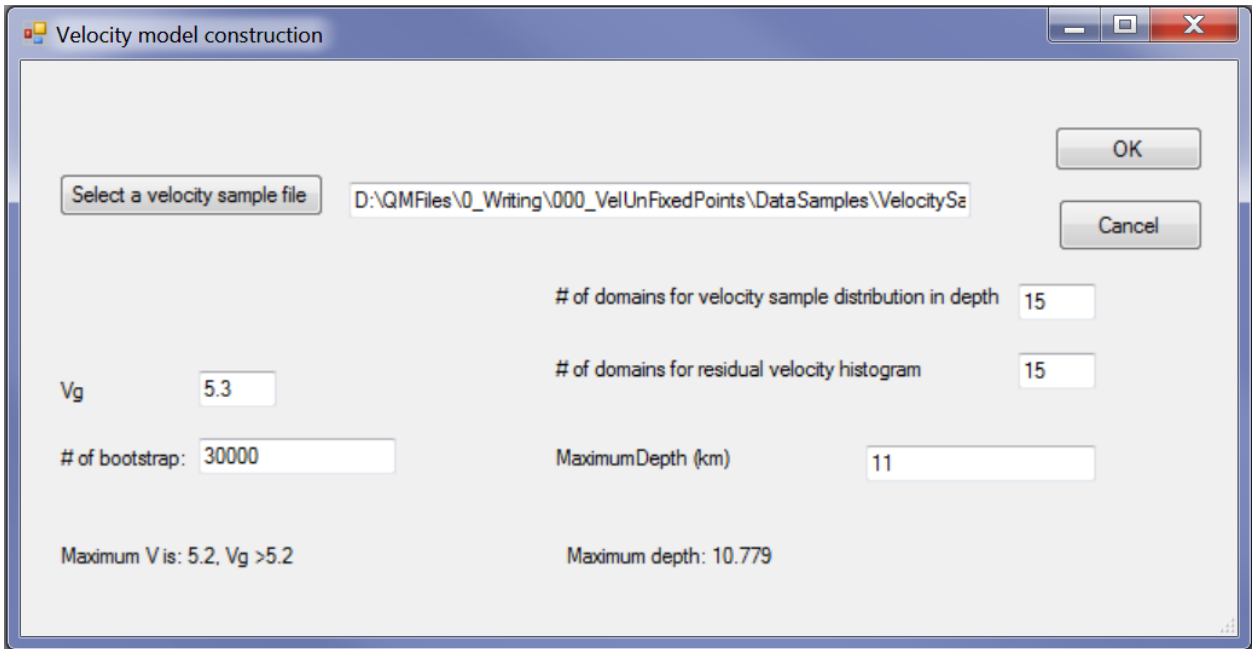 Velocity model construction
OK
Select a velocity sample file
D:\QMFiles\0_Writing\000_VelUnFixedPoints\DataSamples\VelocitySa
Cancel
# of domains for velocity sample distribution in depth 15
# of domains for residual velocity histogram 15
Vg 5.3
# of bootstrap: 30000
MaximumDepth (km) 11
Maximum V is: 5.2, Vg >5.2
Maximum depth: 10.779